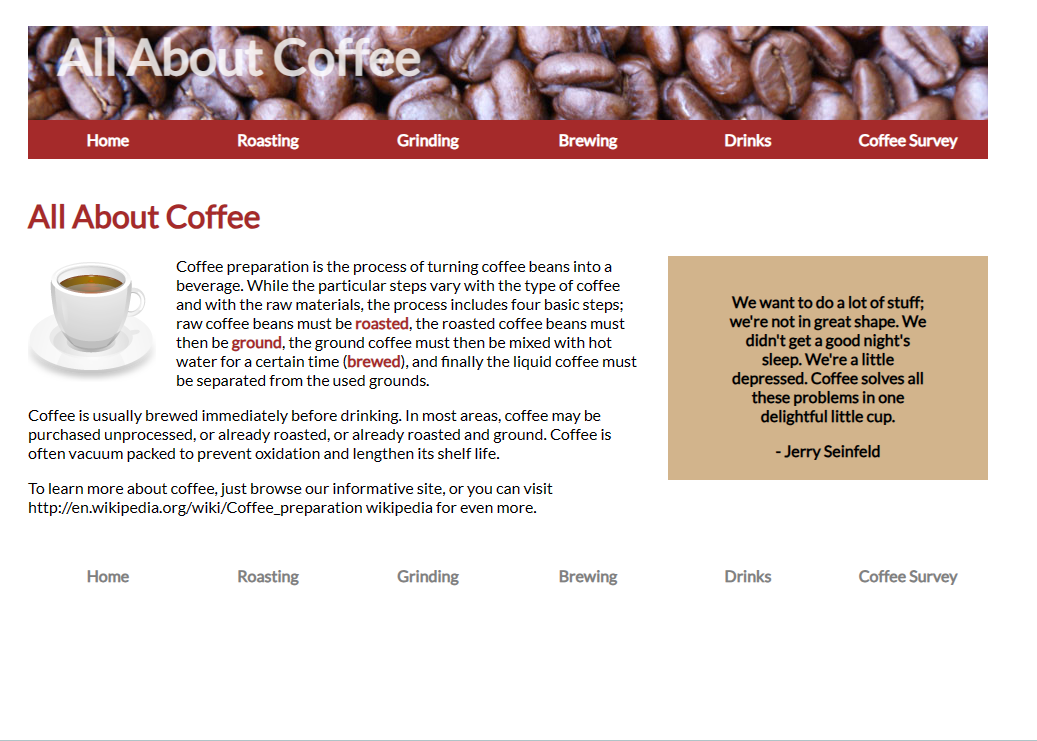 All About Coffee
Home Roasting Grinding Brewing Drinks Coffee Survey
All About Coffee
Coffee preparation is the process of turning coffee beans into a
beverage. While the particular steps vary with the type of coffee
and with the raw materials, the process includes four basic steps;
raw coffee beans must be roasted, the roasted coffee beans must
then be ground, the ground coffee must then be mixed with hot
water for a certain time (brewed), and finally the liquid coffee must
be separated from the used grounds.
Coffee is usually brewed immediately before drinking. In most areas, coffee may be
purchased unprocessed, or already roasted, or already roasted and ground. Coffee is
often vacuum packed to prevent oxidation and lengthen its shelf life.
To learn more about coffee, just browse our informative site, or you can visit
http://en.wikipedia.org/wiki/Coffee_preparation wikipedia for even more.
We want to do a lot of stuff;
we're not in great shape. We
didn't get a good night's
sleep. We're a little
depressed. Coffee solves all
these problems in one
delightful little cup.
- Jerry Seinfeld
Home Roasting Grinding Brewing Drinks Coffee Survey